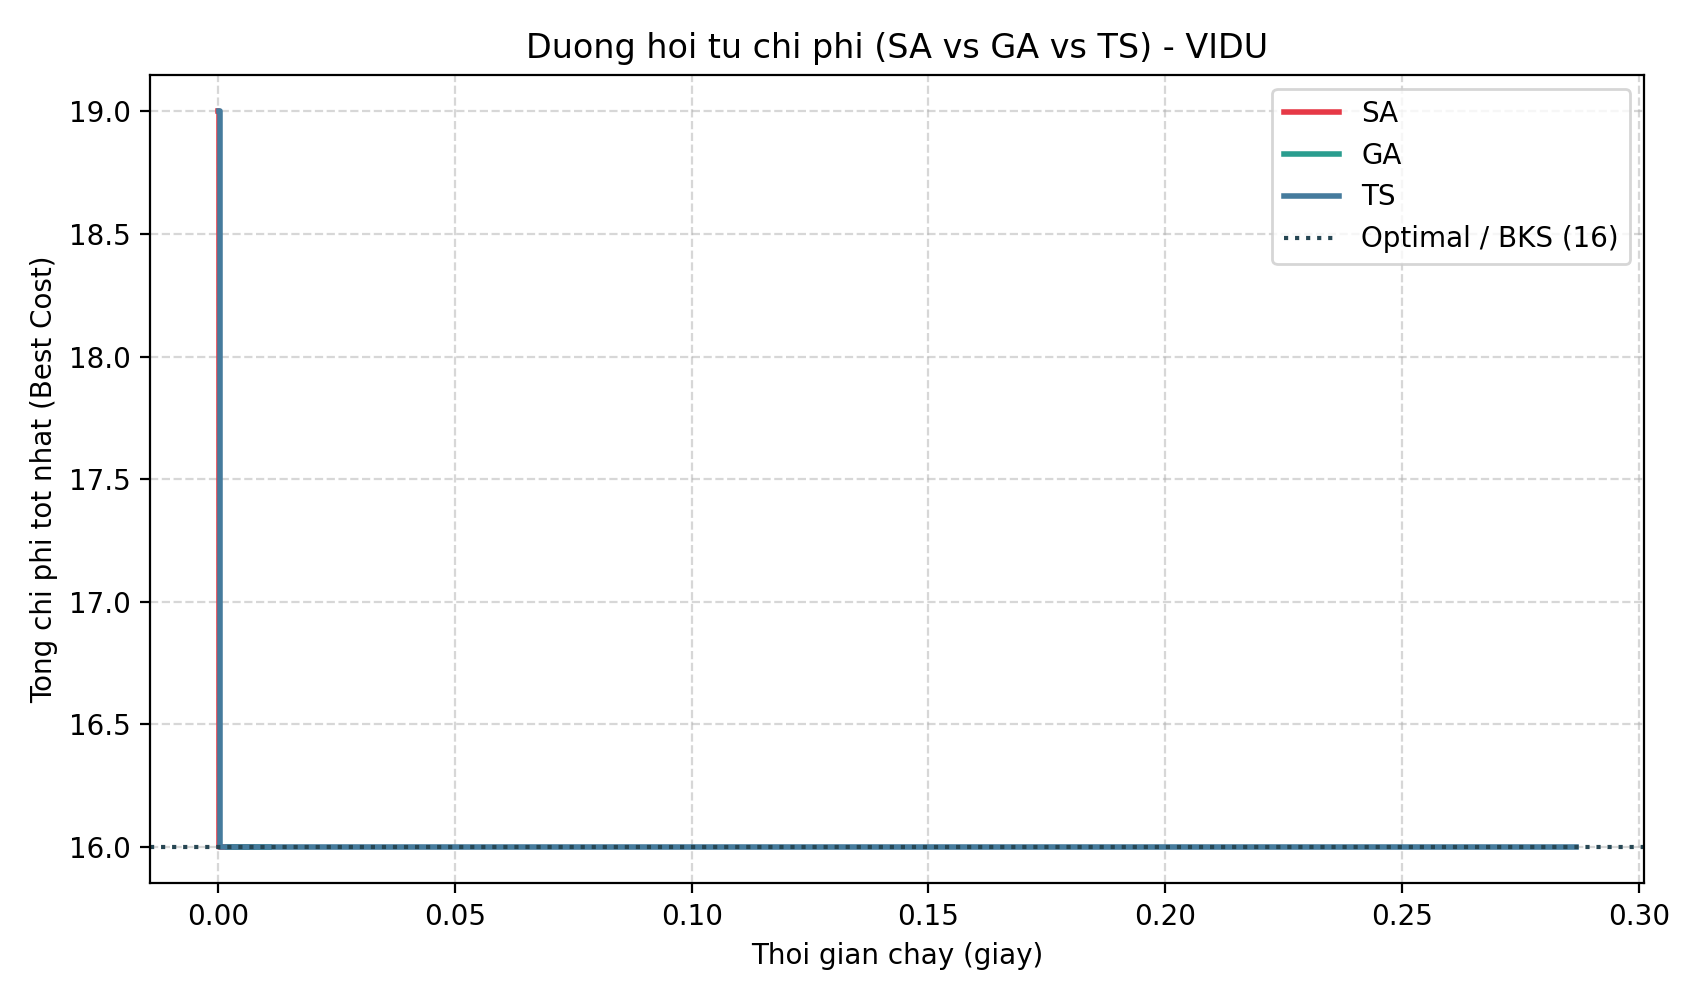 Duong hoi tu chi phi (SA vs GA vs TS) - VIDU
SA
GA
TS
Optimal / BKS (16)
Tong chi phi tot nhat (Best Cost)
19.0
18.5
18.0
17.5
17.0
16.5
16.0
0.00 0.05 0.10 0.15 0.20 0.25 0.30
Thoi gian chay (giay)